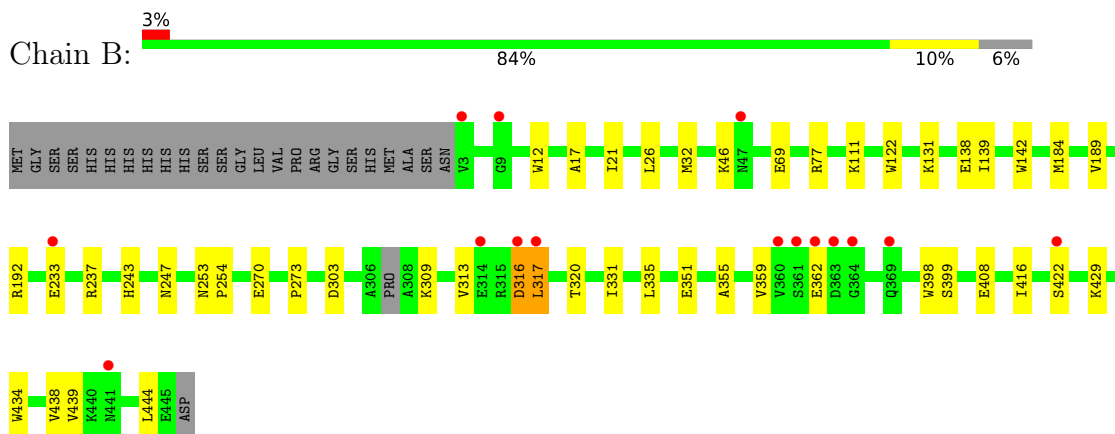 3%
Chain B:
84% 10% 6%
MET GLY SER SER HIS HIS HIS HIS HIS HIS SER SER GLY LEU VAL PRO ARG GLY SER HIS MET ALA SER ASN V3 G9 W12 A17 I21 L26 M32 K46 N47 E69 R77 K111 W122 K131 E138 I139 W142 M184 V189
R192 E233 R237 H243 N247 N253 P254 E270 P273 D303 A306 PRO A308 K309 V313 E314 R315 D316 L317 T320 I331 L335 E351 A355 V359 V360 S361 E362 D363 G364 Q369 W398 S399 E408 I416 S422 K429
W434 V438 V439 K440 N441 L444 E445 ASP